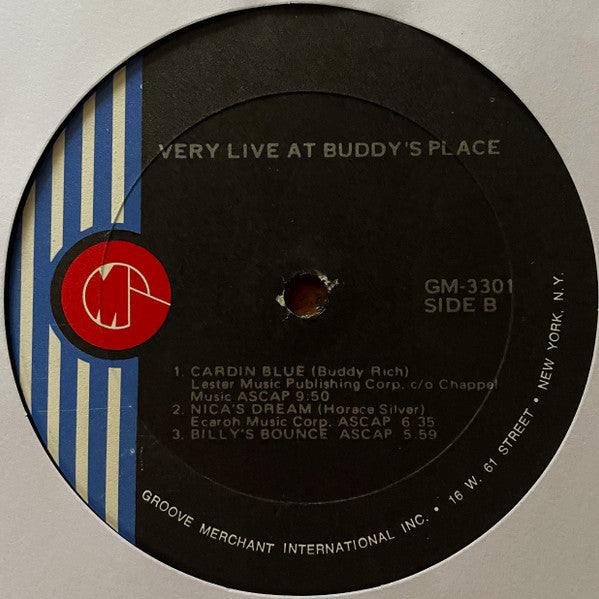 VERY LIVE AT BUDDY'S PLACE
GM-3301
SIDE B
1. CARDIN BLUE (Buddy Rich)
Lester Music Publishing Corp. c/o Chappel
Music ASCAP 9:50
2. NICA'S DREAM (Horace Silver)
Ecaroh Music Corp. ASCAP 6 35
3. BILLY'S BOUNCE ASCAP 5:59
GROOVE MERCHANT INTERNATIONAL INC. • 16 W. 61 STREET • NEW YORK, N.Y.